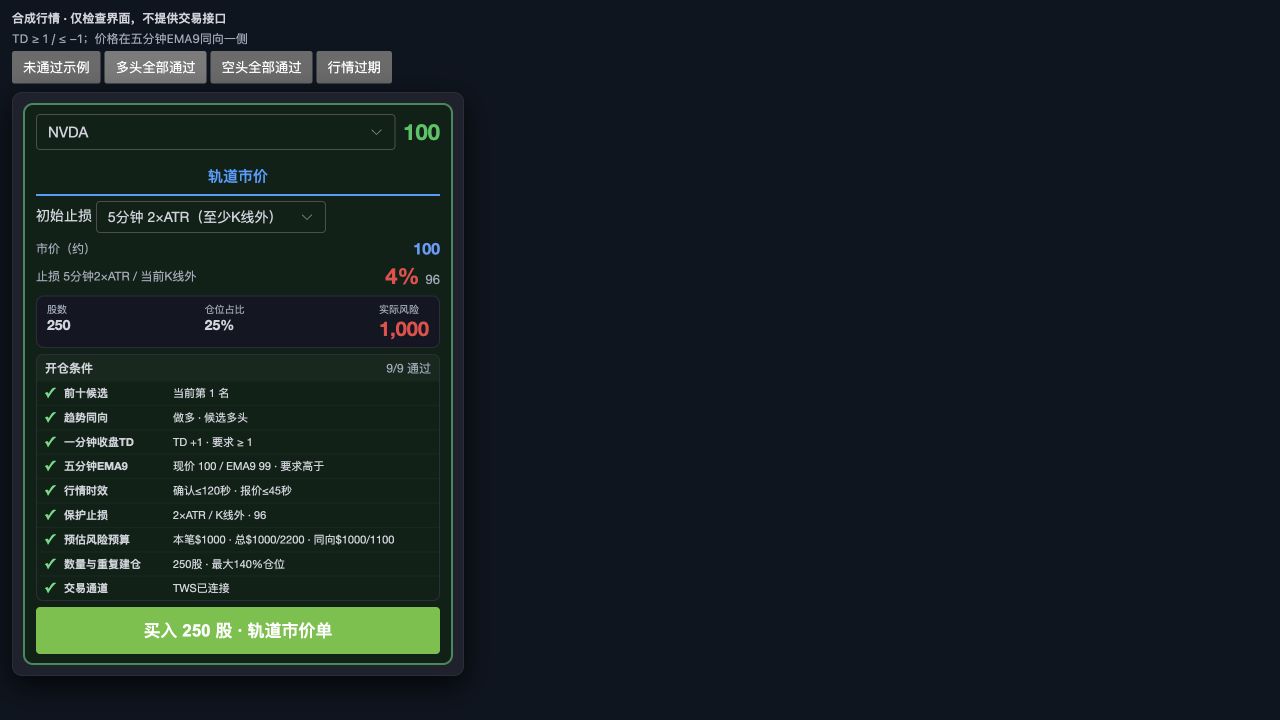 合成行情 · 仅检查界面，不提供交易接口
TD ≥ 1 / ≤ −1；价格在五分钟EMA9同向一侧
未通过示例 多头全部通过 空头全部通过 行情过期
NVDA 100
轨道市价
初始止损 5分钟 2×ATR（至少K线外）
市价（约） 100
止损 5分钟2×ATR / 当前K线外 4% 96
股数 仓位占比 实际风险
250 25% 1,000
开仓条件 9/9 通过
✓ 前十候选 当前第 1 名
✓ 趋势同向 做多 · 候选多头
✓ 一分钟收盘TD TD +1 · 要求 ≥ 1
✓ 五分钟EMA9 现价 100 / EMA9 99 · 要求高于
✓ 行情时效 确认≤120秒 · 报价≤45秒
✓ 保护止损 2×ATR / K线外 · 96
✓ 预估风险预算 本笔$1000 · 总$1000/2200 · 同向$1000/1100
✓ 数量与重复建仓 250股 · 最大140%仓位
✓ 交易通道 TWS已连接
买入 250 股 · 轨道市价单